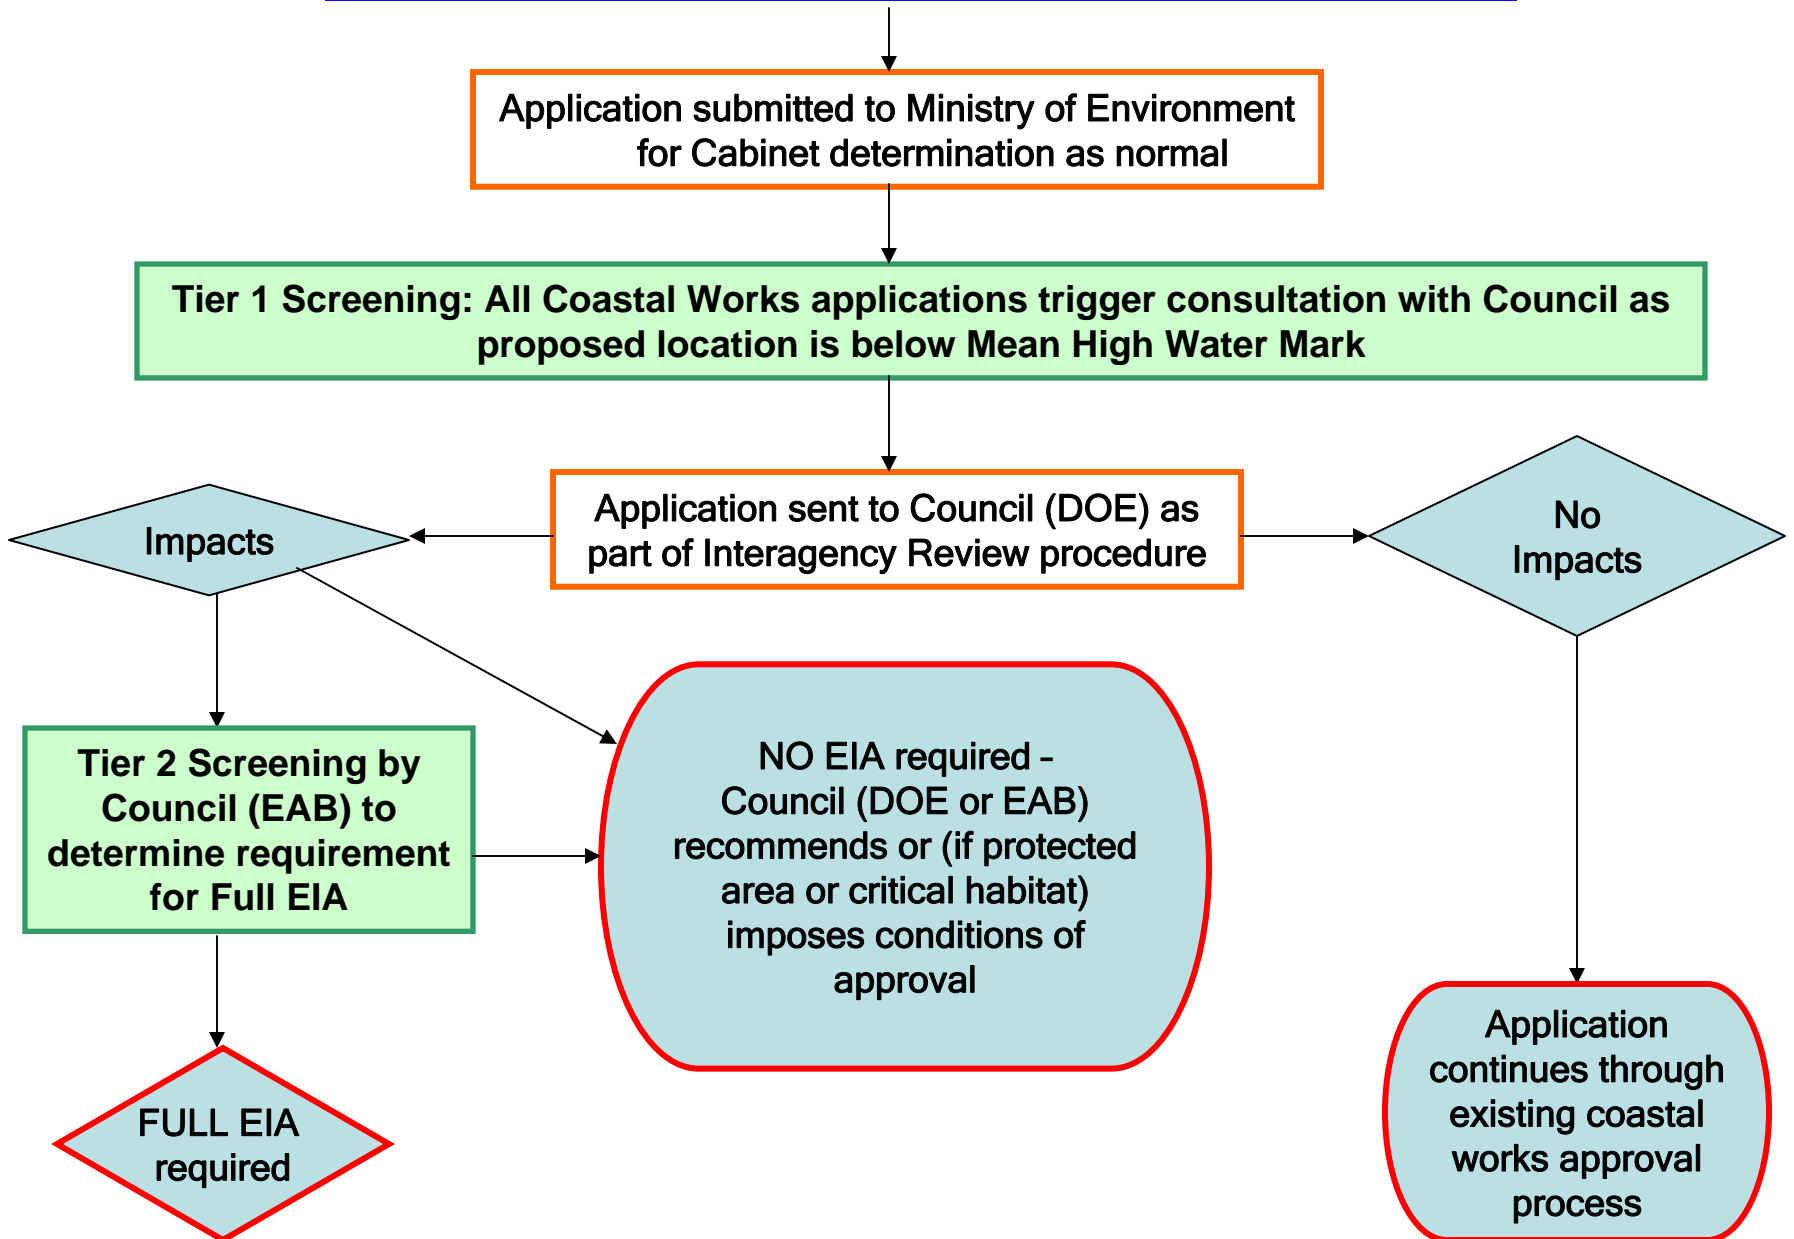 Application submitted to Ministry of Environment
for Cabinet determination as normal
Tier 1 Screening: All Coastal Works applications trigger consultation with Council as
proposed location is below Mean High Water Mark
Impacts
Application sent to Council (DOE) as
part of Interagency Review procedure
No
Impacts
Tier 2 Screening by
Council (EAB) to
determine requirement
for Full EIA
NO EIA required –
Council (DOE or EAB)
recommends or (if protected
area or critical habitat)
imposes conditions of
approval
FULL EIA
required
Application
continues through
existing coastal
works approval
process